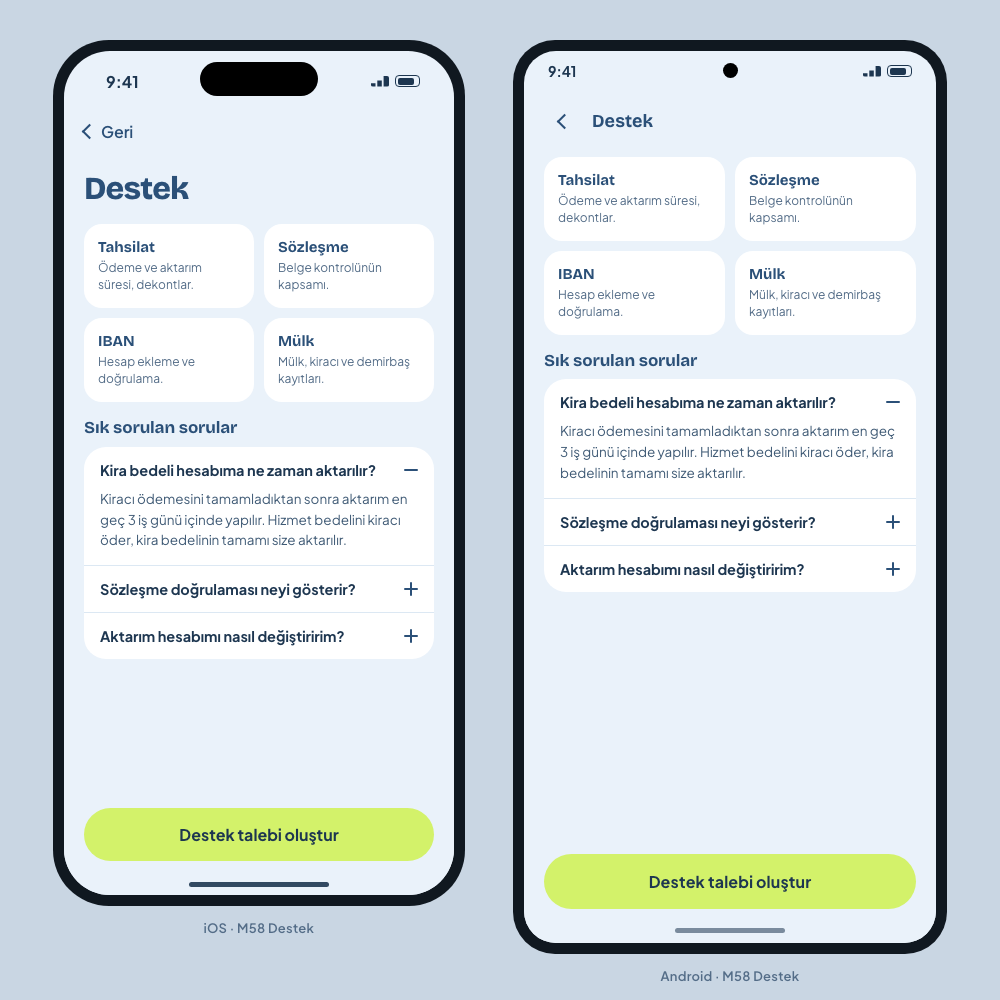 9:41
Geri
Destek
Tahsilat
Ödeme ve aktarım
süresi, dekontlar.
Sözleşme
Belge kontrolünün
kapsamı.
IBAN
Hesap ekleme ve
doğrulama.
Mülk
Mülk, kiracı ve demirbaş
kayıtları.
Sık sorulan sorular
Kira bedeli hesabıma ne zaman aktarılır?
Kiracı ödemesini tamamladıktan sonra aktarım en
geç 3 iş günü içinde yapılır. Hizmet bedelini kiracı
öder, kira bedelinin tamamı size aktarılır.
Sözleşme doğrulaması neyi gösterir?
Aktarım hesabımı nasıl değiştiririm?
Destek talebi oluştur
iOS · M58 Destek
9:41
Destek
Tahsilat
Ödeme ve aktarım süresi,
dekontlar.
Sözleşme
Belge kontrolünün
kapsamı.
IBAN
Hesap ekleme ve
doğrulama.
Mülk
Mülk, kiracı ve demirbaş
kayıtları.
Sık sorulan sorular
Kira bedeli hesabıma ne zaman aktarılır?
Kiracı ödemesini tamamladıktan sonra aktarım en geç
3 iş günü içinde yapılır. Hizmet bedelini kiracı öder, kira
bedelinin tamamı size aktarılır.
Sözleşme doğrulaması neyi gösterir?
Aktarım hesabımı nasıl değiştiririm?
Destek talebi oluştur
Android · M58 Destek